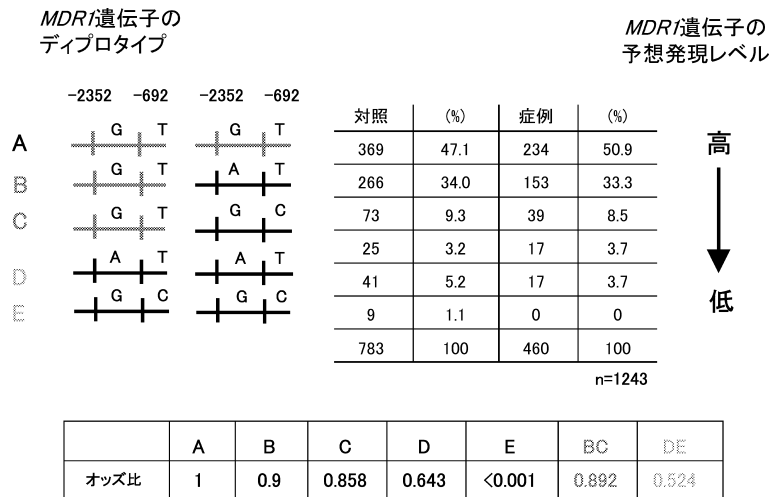 MDR1遺伝子の
ディプロタイプ
MDR1遺伝子の
予想発現レベル
-2352 -692 -2352 -692
対照 (%) 症例 (%)
A G T G T 369 47.1 234 50.9 高
B G T A T 266 34.0 153 33.3
C G T G C 73 9.3 39 8.5
25 3.2 17 3.7
D A T A T 41 5.2 17 3.7
E G C G C 9 1.1 0 0 低
783 100 460 100
n=1243
A B C D E BC DE
オッズ比 1 0.9 0.858 0.643 <0.001 0.892 0.524